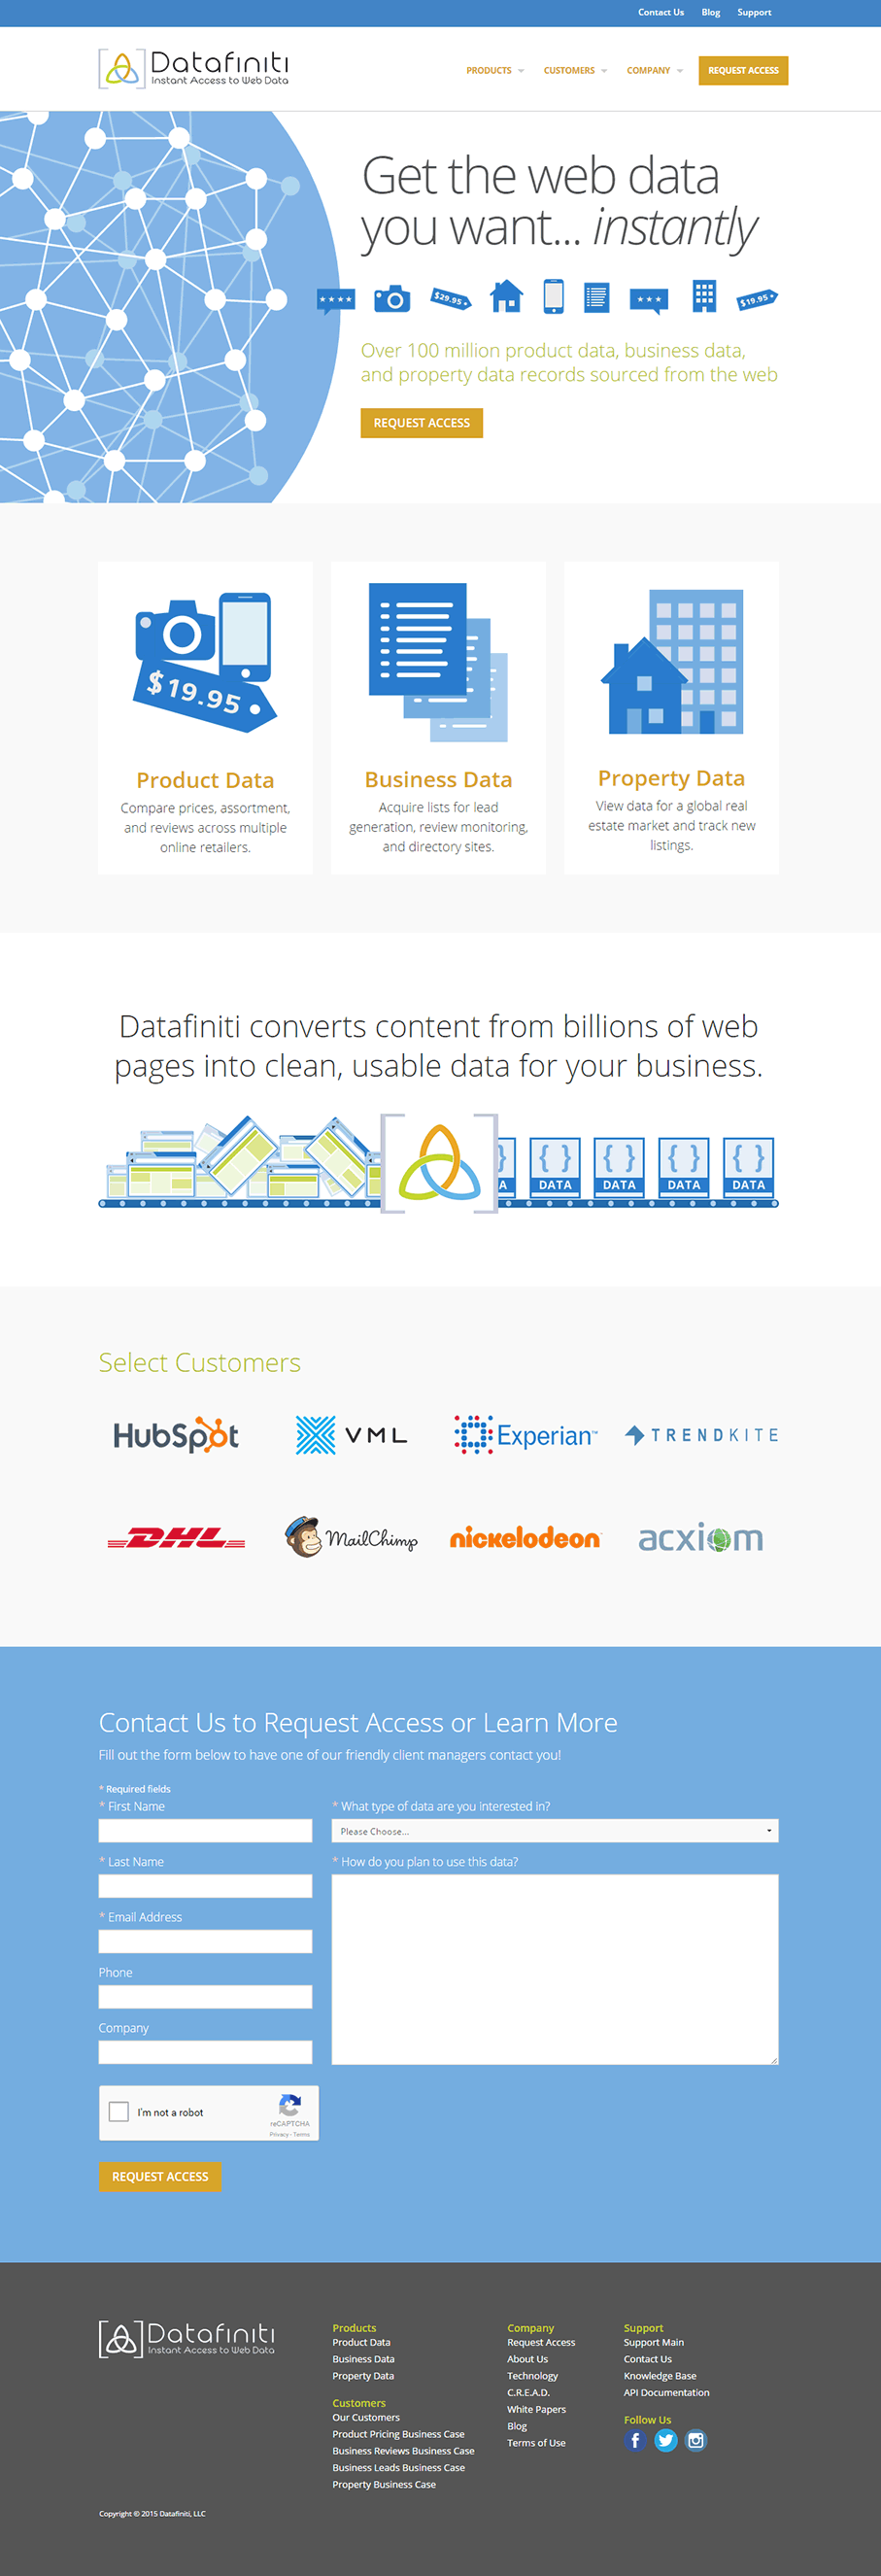 Contact Us Blog Support
Datafiniti
Instant Access to Web Data
PRODUCTS CUSTOMERS COMPANY REQUEST ACCESS
Get the web data
you want... instantly
$29.95
$19.95
Over 100 million product data, business data,
and property data records sourced from the web
REQUEST ACCESS
$19.95
Product Data
Compare prices, assortment,
and reviews across multiple
online retailers.
Business Data
Acquire lists for lead
generation, review monitoring,
and directory sites.
Property Data
View data for a global real
estate market and track new
listings.
Datafiniti converts content from billions of web
pages into clean, usable data for your business.
{ } { } { } { }
A DATA DATA DATA DATA
Select Customers
HubSpot VML Experian™ TRENDKITE
DHL MailChimp nickelodeon acxiom
Contact Us to Request Access or Learn More
Fill out the form below to have one of our friendly client managers contact you!
* Required fields
* First Name
* Last Name
* Email Address
Phone
Company
* What type of data are you interested in?
Please Choose...
* How do you plan to use this data?
I'm not a robot
reCAPTCHA
Privacy - Terms
REQUEST ACCESS
Datafiniti
Instant Access to Web Data
Products
Product Data
Business Data
Property Data
Customers
Our Customers
Product Pricing Business Case
Business Reviews Business Case
Business Leads Business Case
Property Business Case
Company
Request Access
About Us
Technology
C.R.E.A.D.
White Papers
Blog
Terms of Use
Support
Support Main
Contact Us
Knowledge Base
API Documentation
Follow Us
f
Copyright © 2015 Datafiniti, LLC